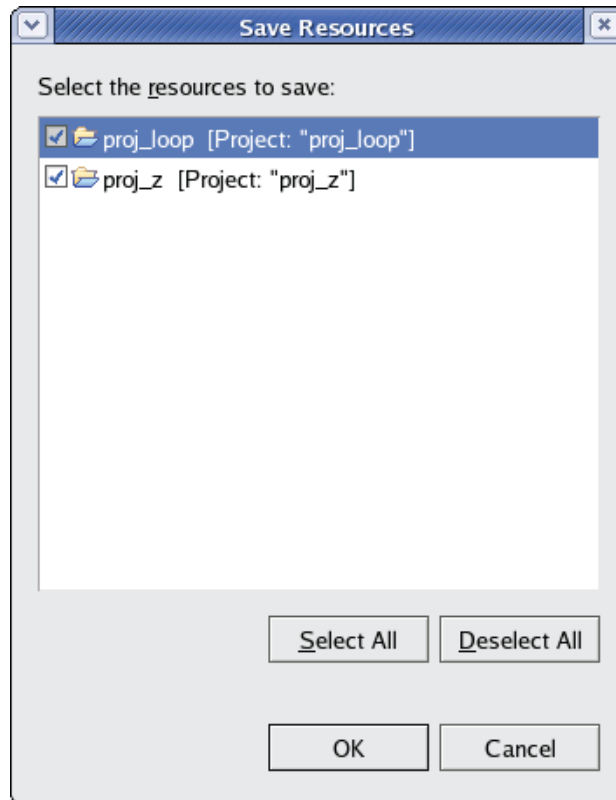 Save Resources
Select the resources to save:
proj_loop [Project: "proj_loop"]
proj_z [Project: "proj_z"]
Select All Deselect All
OK Cancel